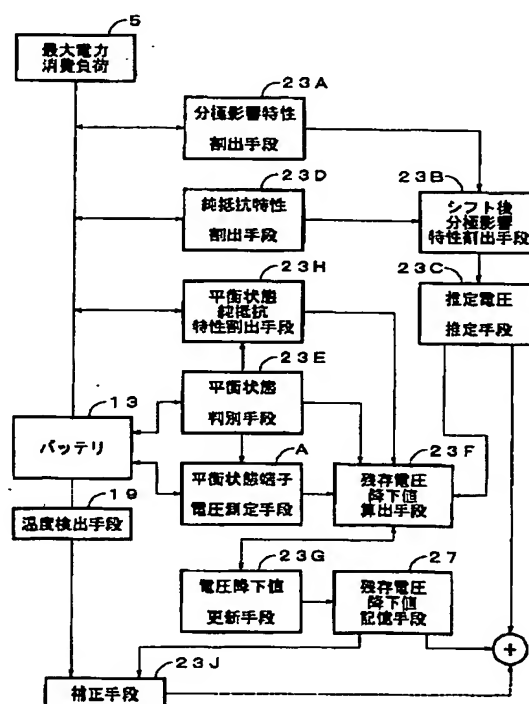 5
最大電力
消費負荷
23A
分極影響特性
割出手段
23D
純抵抗特性
割出手段
23B
シフト後
分極影響
特性割出手段
23H
平衡状態
純抵抗
特性割出手段
23C
推定電圧
推定手段
23E
平衡状態
判別手段
13
バッテリ
A
平衡状態端子
電圧測定手段
23F
残存電圧
降下値
算出手段
19
温度検出手段
23G
電圧降下値
更新手段
27
残存電圧
降下値
記憶手段
+
23J
補正手段